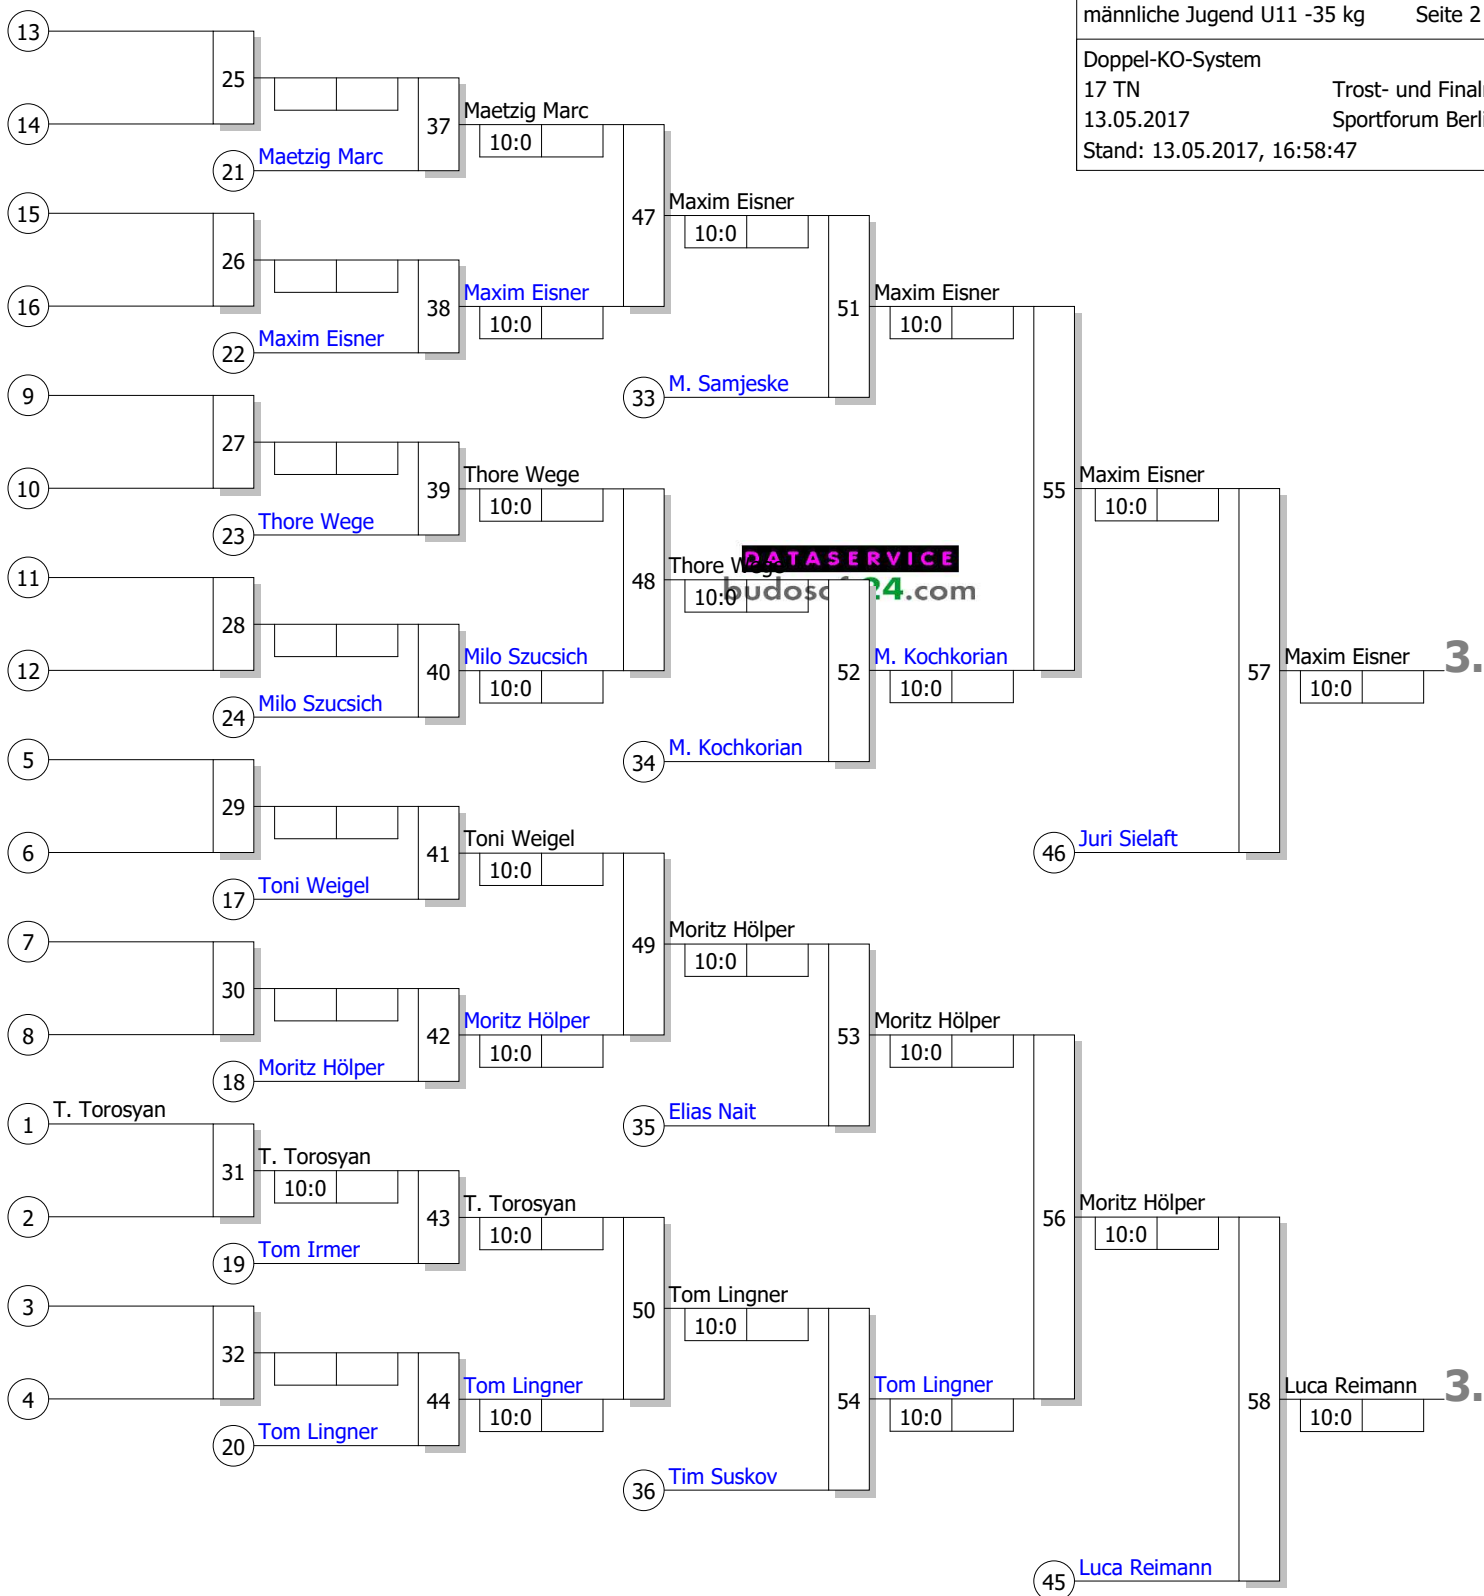 männliche Jugend U11 -35 kg Seite 2
Doppel-KO-System
17 TN Trost- und Final
13.05.2017 Sportforum Berl
Stand: 13.05.2017, 16:58:47
13
25
14
37
Maetzig Marc
10:0
21
Maetzig Marc
15
47
Maxim Eisner
10:0
26
16
38
Maxim Eisner
10:0
22
Maxim Eisner
51
Maxim Eisner
10:0
33
M. Samjeske
9
27
10
39
Thore Wege
10:0
23
Thore Wege
55
Maxim Eisner
10:0
DATASERVICE
budosoft24.com
11
48
Thore Wege
10:0
28
12
40
Milo Szucsich
10:0
24
Milo Szucsich
52
M. Kochkorian
10:0
57
Maxim Eisner
10:0
3.
34
M. Kochkorian
5
29
6
41
Toni Weigel
10:0
17
Toni Weigel
46
Juri Sielaft
7
49
Moritz Hölper
10:0
30
8
42
Moritz Hölper
10:0
18
Moritz Hölper
53
Moritz Hölper
10:0
1
T. Torosyan
35
Elias Nait
31
T. Torosyan
10:0
2
43
T. Torosyan
10:0
19
Tom Irmer
56
Moritz Hölper
10:0
3
50
Tom Lingner
10:0
32
4
44
Tom Lingner
10:0
20
Tom Lingner
54
Tom Lingner
10:0
58
Luca Reimann
10:0
3.
36
Tim Suskov
45
Luca Reimann